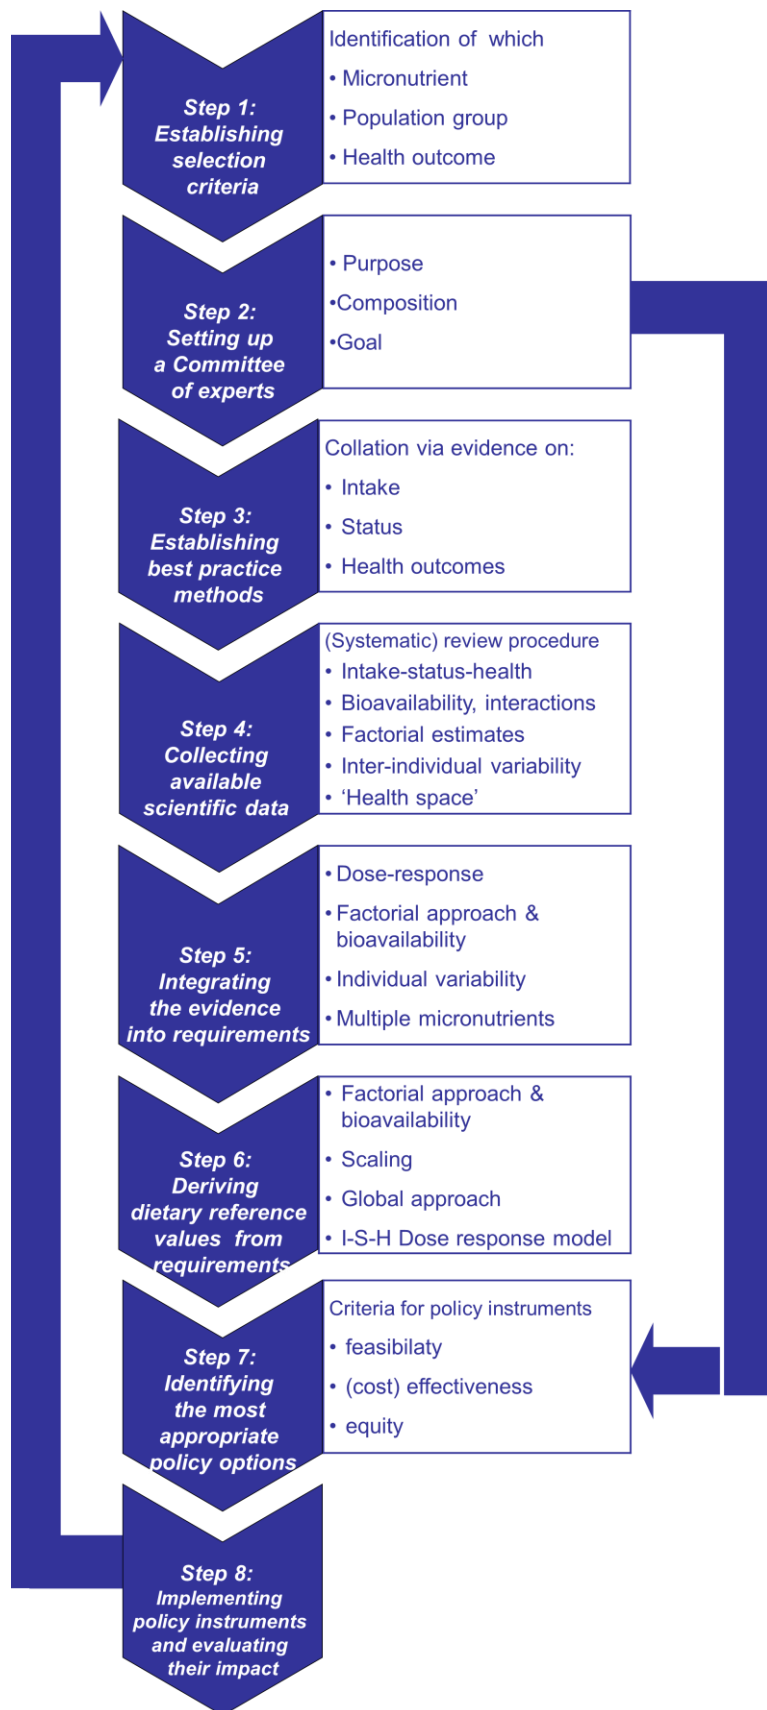 Step 1:
Establishing
selection
criteria
Identification of which
• Micronutrient
• Population group
• Health outcome
Step 2:
Setting up
a Committee
of experts
• Purpose
•Composition
•Goal
Step 3:
Establishing
best practice
methods
Collation via evidence on:
• Intake
• Status
• Health outcomes
Step 4:
Collecting
available
scientific data
(Systematic) review procedure
• Intake-status-health
• Bioavailability, interactions
• Factorial estimates
• Inter-individual variability
• ‘Health space’
Step 5:
Integrating
the evidence
into requirements
• Dose-response
• Factorial approach &
bioavailability
• Individual variability
• Multiple micronutrients
Step 6:
Deriving
dietary reference
values from
requirements
• Factorial approach &
bioavailability
• Scaling
• Global approach
• I-S-H Dose response model
Step 7:
Identifying
the most
appropriate
policy options
Criteria for policy instruments
• feasibilaty
• (cost) effectiveness
• equity
Step 8:
Implementing
policy instruments
and evaluating
their impact